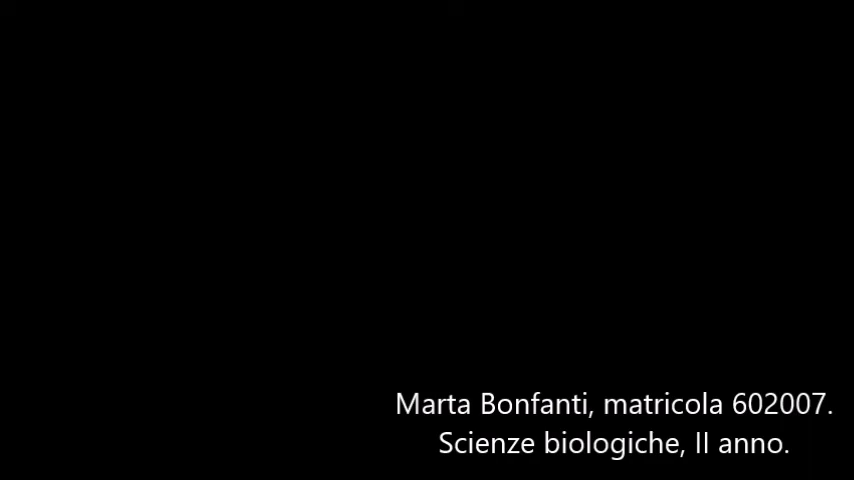 Marta Bonfanti, matricola 602007.
Scienze biologiche, II anno.